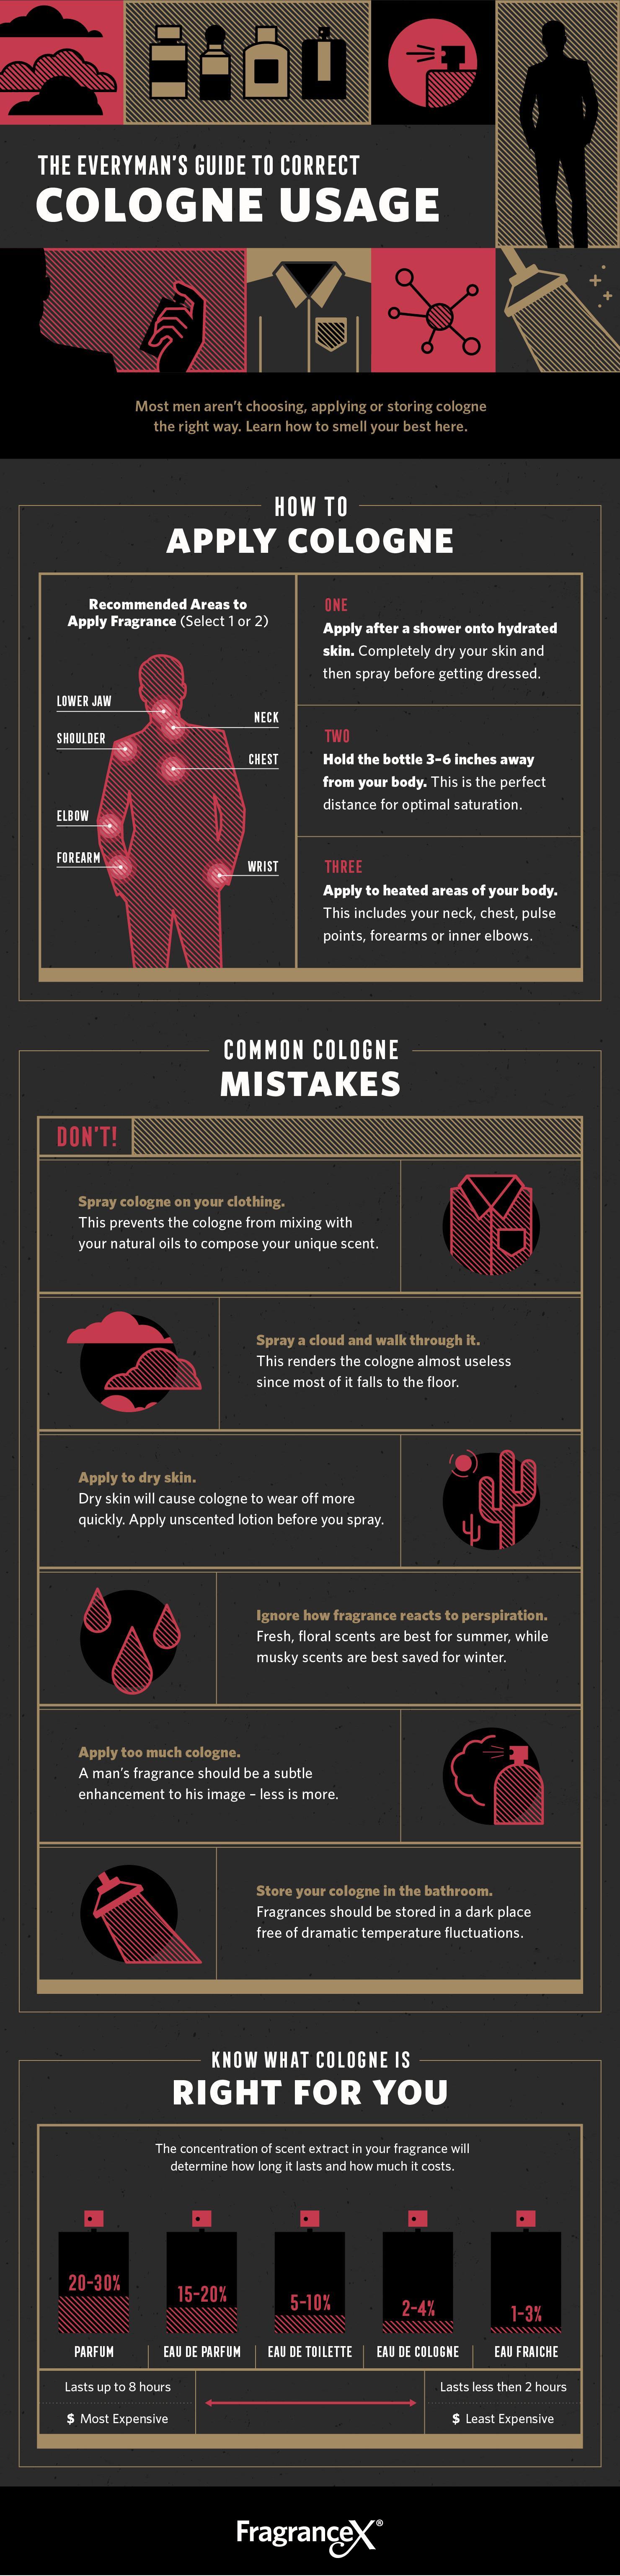 THE EVERYMAN'S GUIDE TO CORRECT
COLOGNE USAGE
Most men aren't choosing, applying or storing cologne
the right way. Learn how to smell your best here.
HOW TO
APPLY COLOGNE
Recommended Areas to
Apply Fragrance (Select 1 or 2)
LOWER JAW
NECK
SHOULDER
CHEST
ELBOW
FOREARM
WRIST
ONE
Apply after a shower onto hydrated
skin. Completely dry your skin and
then spray before getting dressed.
TWO
Hold the bottle 3–6 inches away
from your body. This is the perfect
distance for optimal saturation.
THREE
Apply to heated areas of your body.
This includes your neck, chest, pulse
points, forearms or inner elbows.
COMMON COLOGNE
MISTAKES
DON'T!
Spray cologne on your clothing.
This prevents the cologne from mixing with
your natural oils to compose your unique scent.
Spray a cloud and walk through it.
This renders the cologne almost useless
since most of it falls to the floor.
Apply to dry skin.
Dry skin will cause cologne to wear off more
quickly. Apply unscented lotion before you spray.
Ignore how fragrance reacts to perspiration.
Fresh, floral scents are best for summer, while
musky scents are best saved for winter.
Apply too much cologne.
A man's fragrance should be a subtle
enhancement to his image – less is more.
Store your cologne in the bathroom.
Fragrances should be stored in a dark place
free of dramatic temperature fluctuations.
KNOW WHAT COLOGNE IS
RIGHT FOR YOU
The concentration of scent extract in your fragrance will
determine how long it lasts and how much it costs.
20-30%
15-20%
5-10%
2-4%
1-3%
PARFUM
EAU DE PARFUM
EAU DE TOILETTE
EAU DE COLOGNE
EAU FRAICHE
Lasts up to 8 hours
Lasts less then 2 hours
$ Most Expensive
$ Least Expensive
FragranceX®